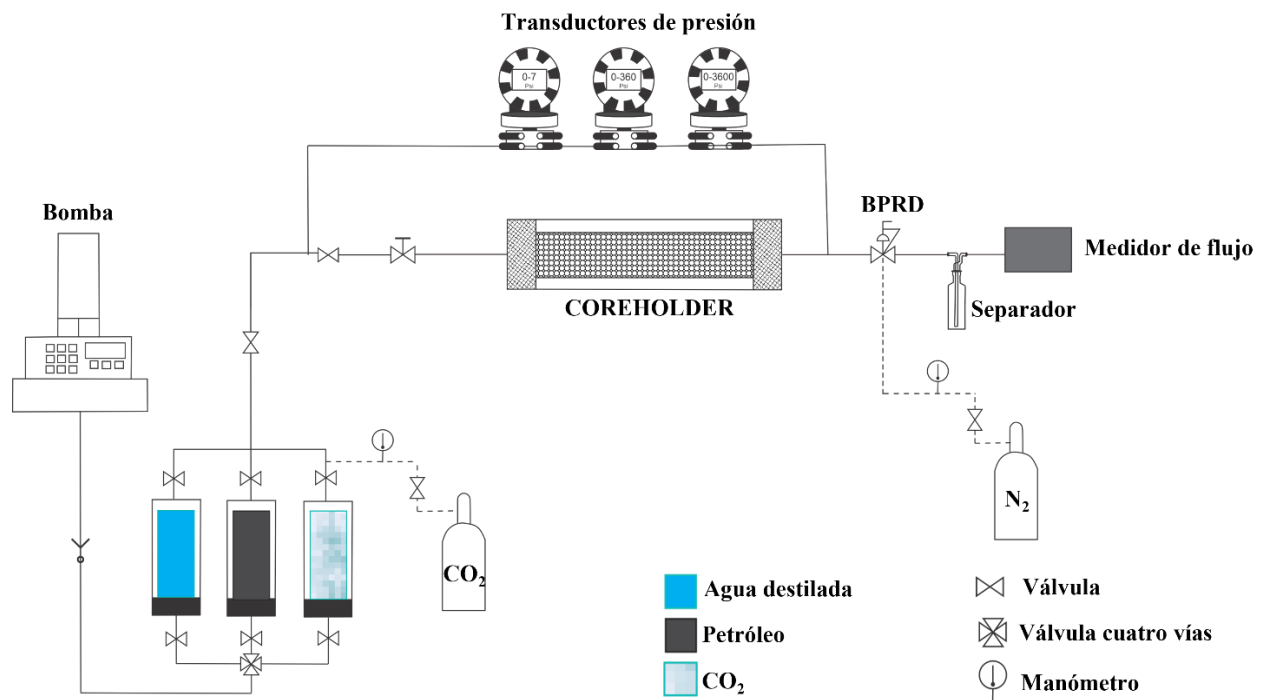 Transductores de presión
0-7
Psi
0-360
Psi
0-3600
Psi
Bomba
BPRD
Medidor de flujo
COREHOLDER
Separador
N₂
CO₂
Agua destilada
Válvula
Petróleo
Válvula cuatro vías
CO₂
Manómetro